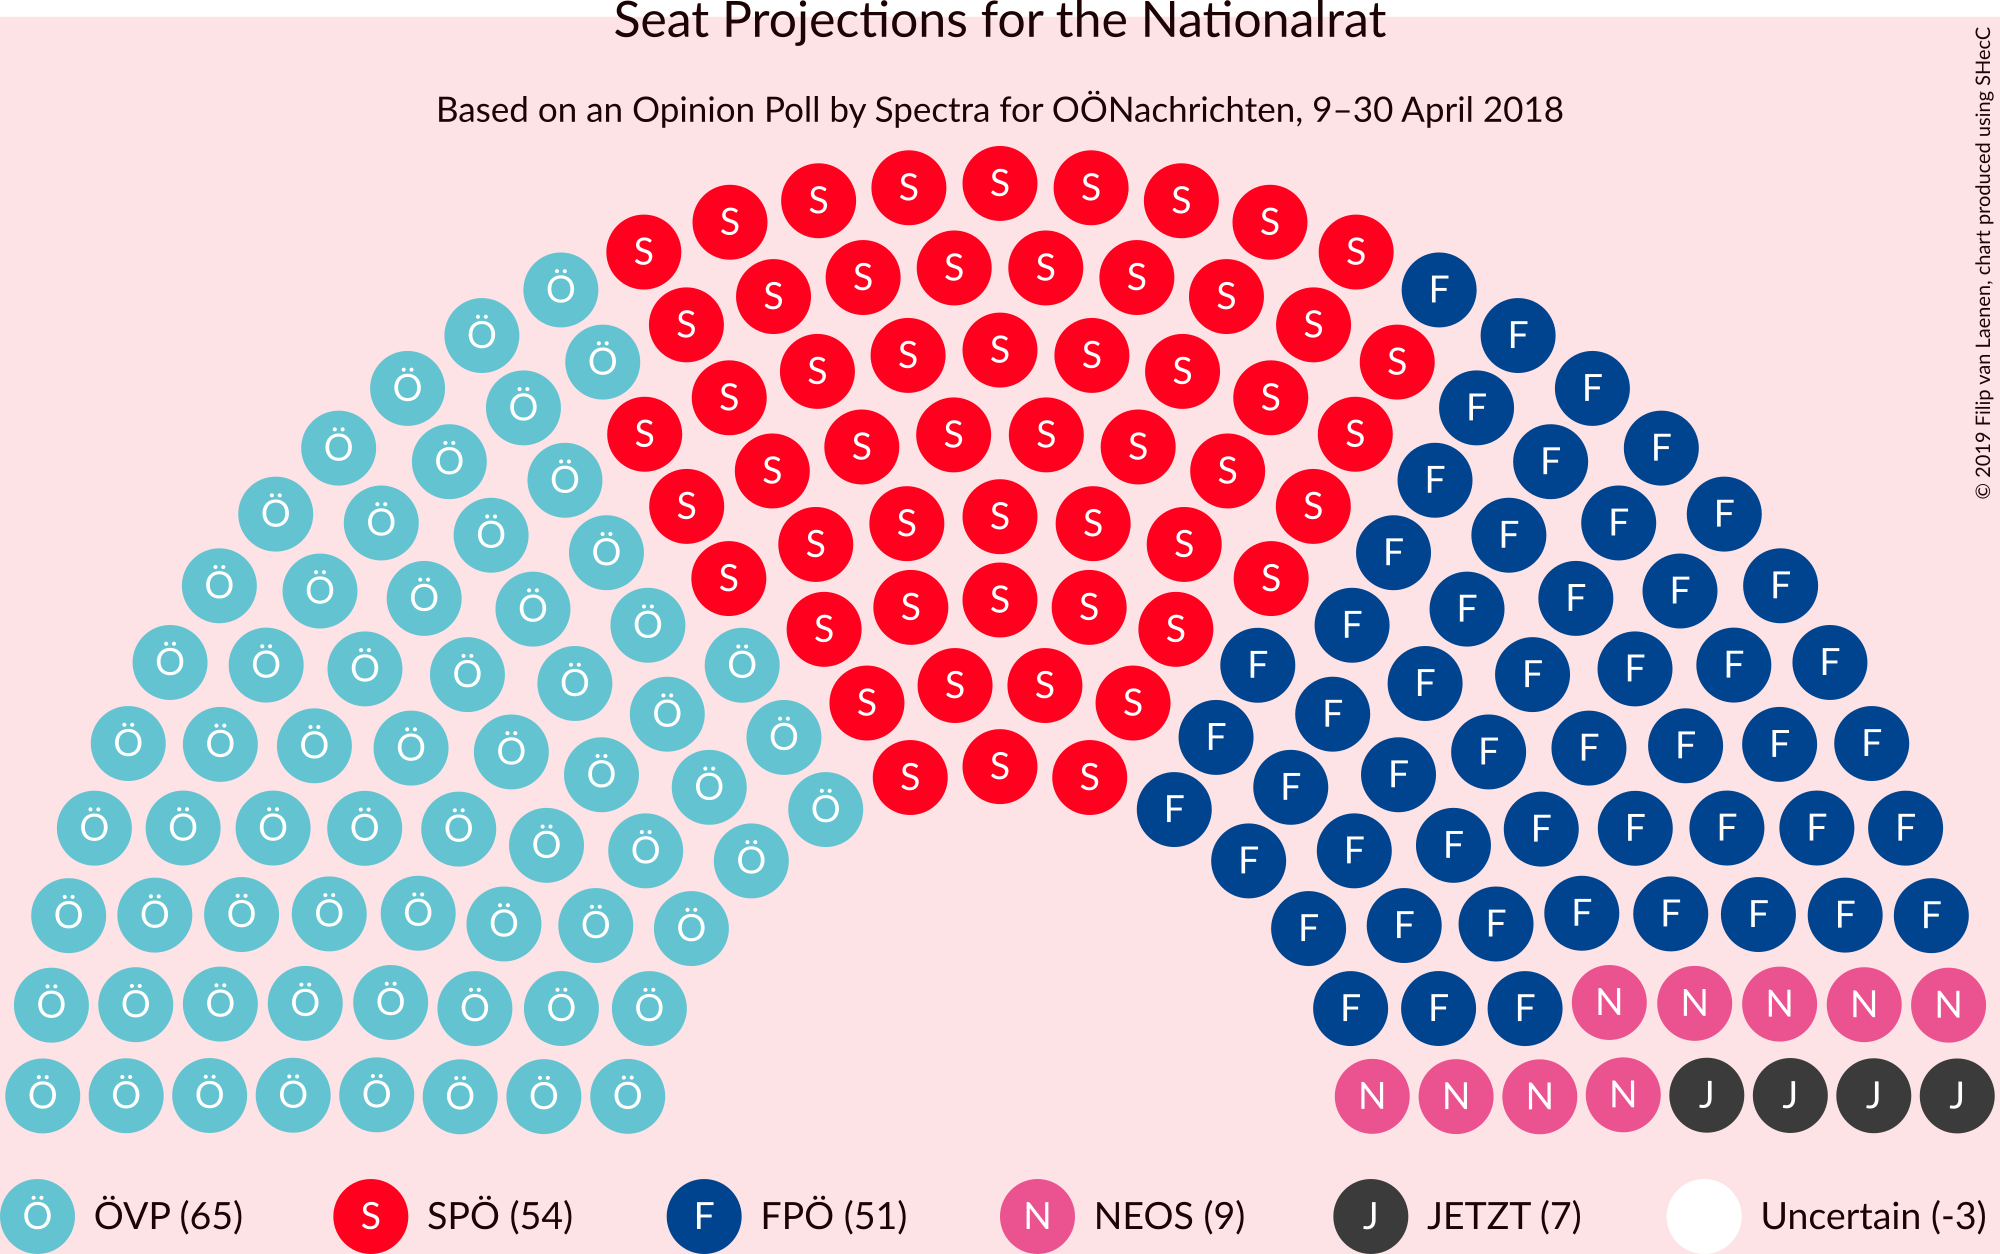 Seat Projections for the Nationalrat
Based on an Opinion Poll by Spectra for OÖNachrichten, 9–30 April 2018
© 2019 Filip van Laenen, chart produced using SHecC
S S S S S S S S S
Ö S S S S S S S S F
Ö Ö S S S S S S S S F F
Ö Ö S S S S S S S S F F
Ö Ö Ö S S S S S S S S F F F
Ö Ö Ö Ö S S S S S S S F F F F
Ö Ö Ö Ö S S S S S F F F F
Ö Ö Ö Ö Ö Ö S S S S F F F F F F
Ö Ö Ö Ö Ö Ö Ö S S S F F F F F F F
Ö Ö Ö Ö Ö Ö Ö Ö F F F F F F F F
Ö Ö Ö Ö Ö Ö Ö Ö F F F F F F F F
Ö Ö Ö Ö Ö Ö Ö Ö F F F F F F F F
Ö Ö Ö Ö Ö Ö Ö Ö F F F N N N N N
Ö Ö Ö Ö Ö Ö Ö Ö N N N N J J J J
Ö ÖVP (65) S SPÖ (54) F FPÖ (51) N NEOS (9) J JETZT (7) Uncertain (-3)